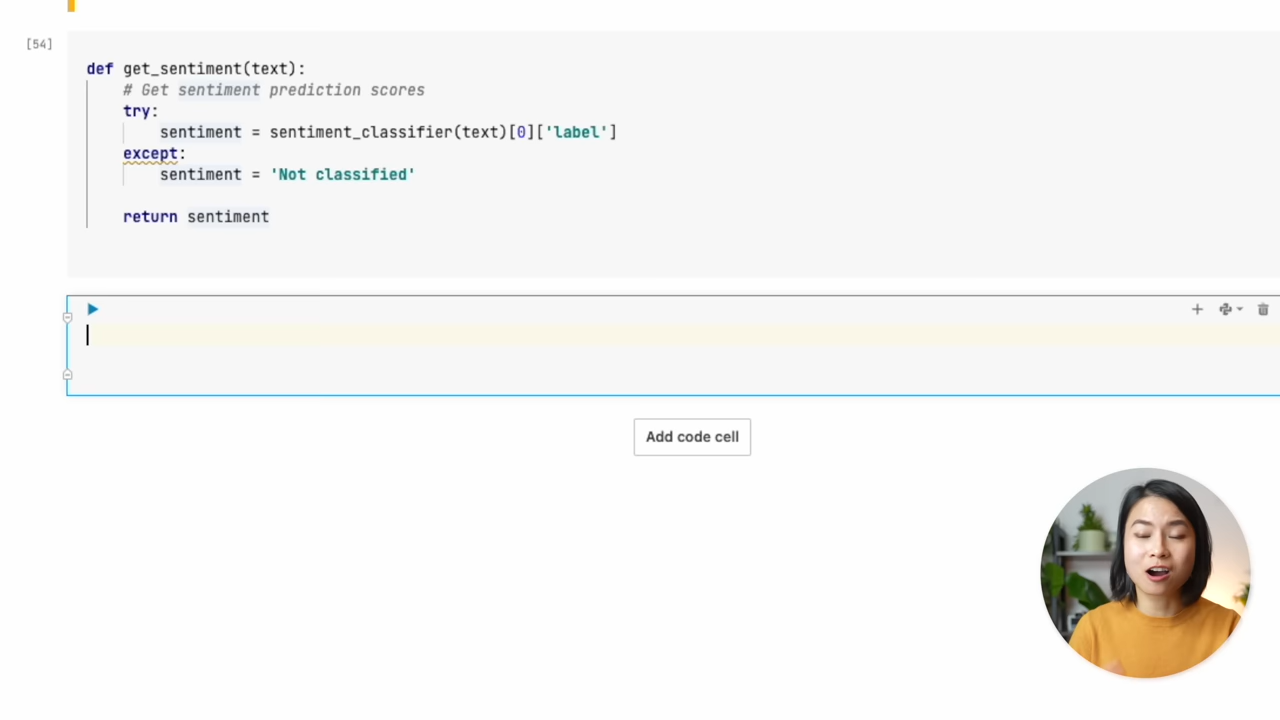 [54]
def get_sentiment(text):
# Get sentiment prediction scores
try:
sentiment = sentiment_classifier(text)[0]['label']
except:
sentiment = 'Not classified'
return sentiment
Add code cell